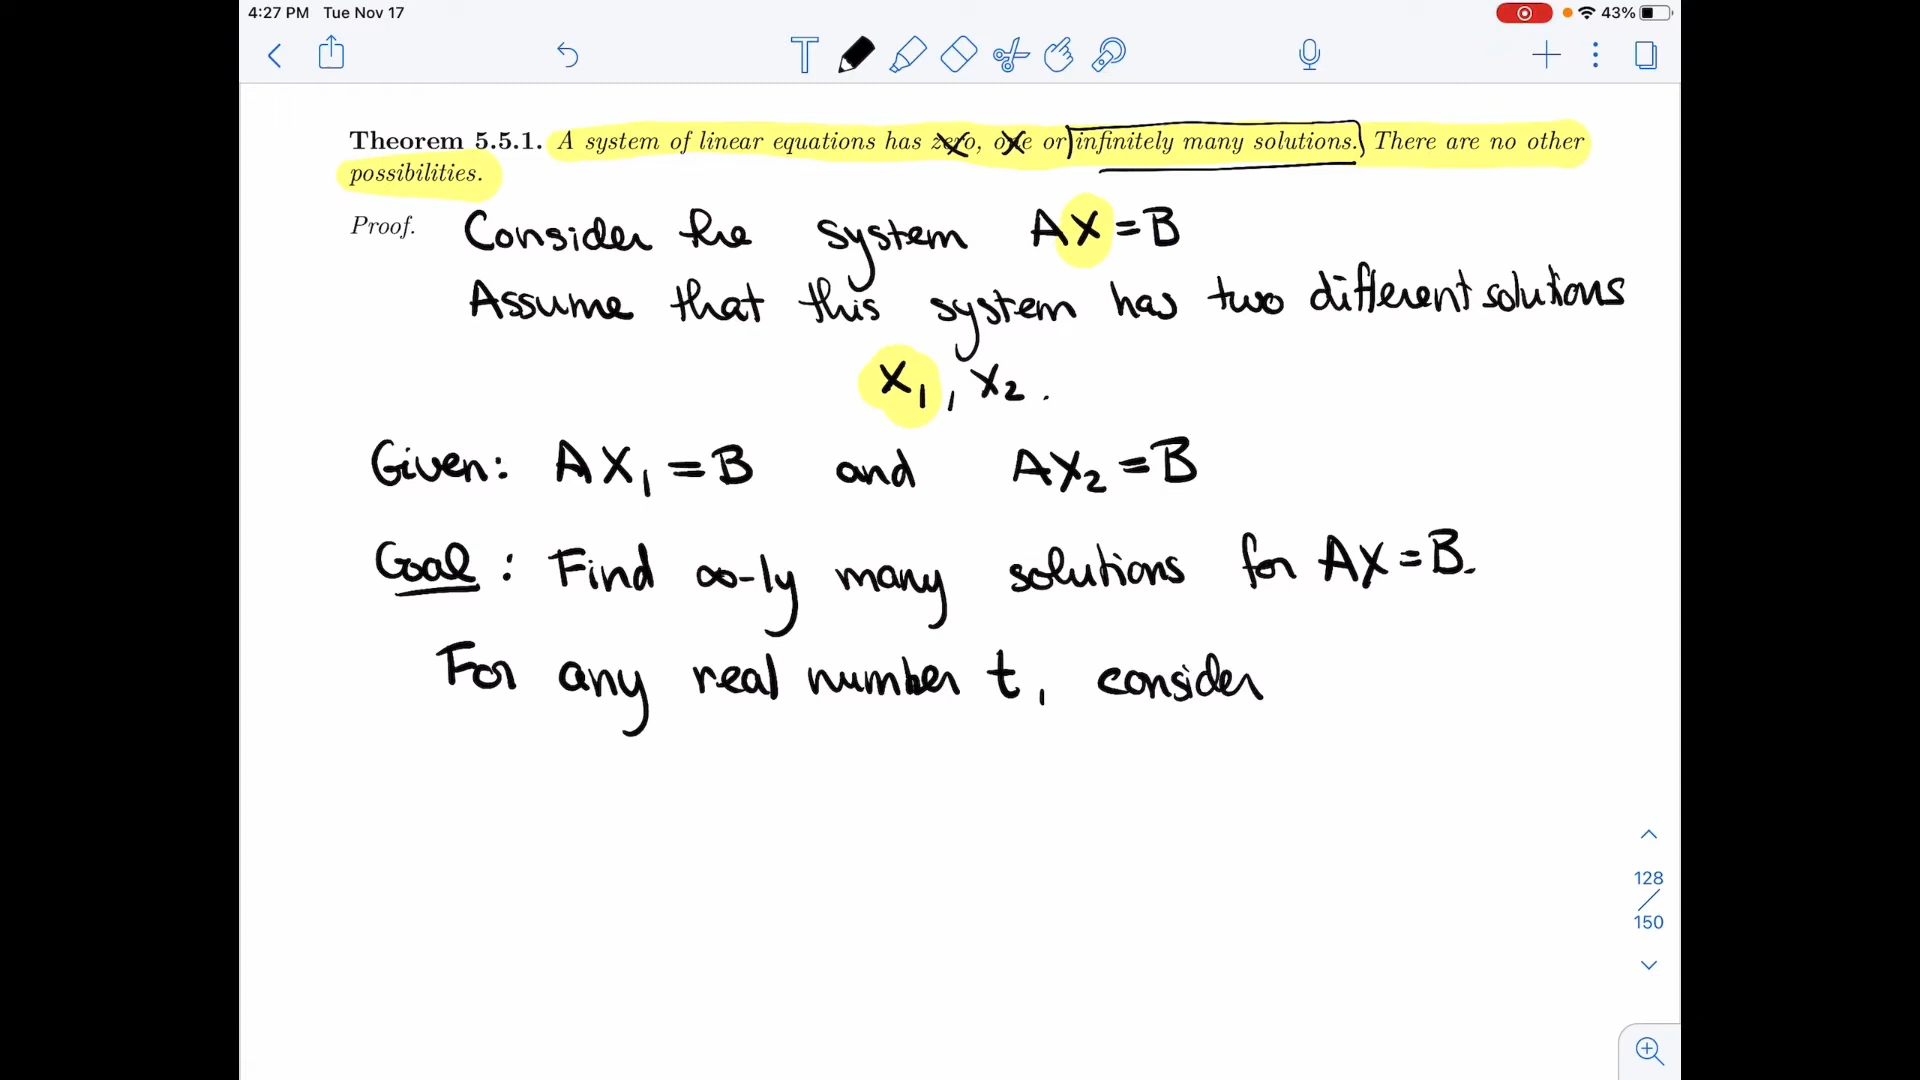 4:27 PM Tue Nov 17
43%
T
Theorem 5.5.1. A system of linear equations has zero, one or infinitely many solutions. There are no other
possibilities.
Proof. Consider the system AX = B
Assume that this system has two different solutions
X₁, X₂.
Given: AX₁ = B and AX₂ = B
Goal: Find ∞-ly many solutions for AX = B.
For any real number t, consider
128
/
150